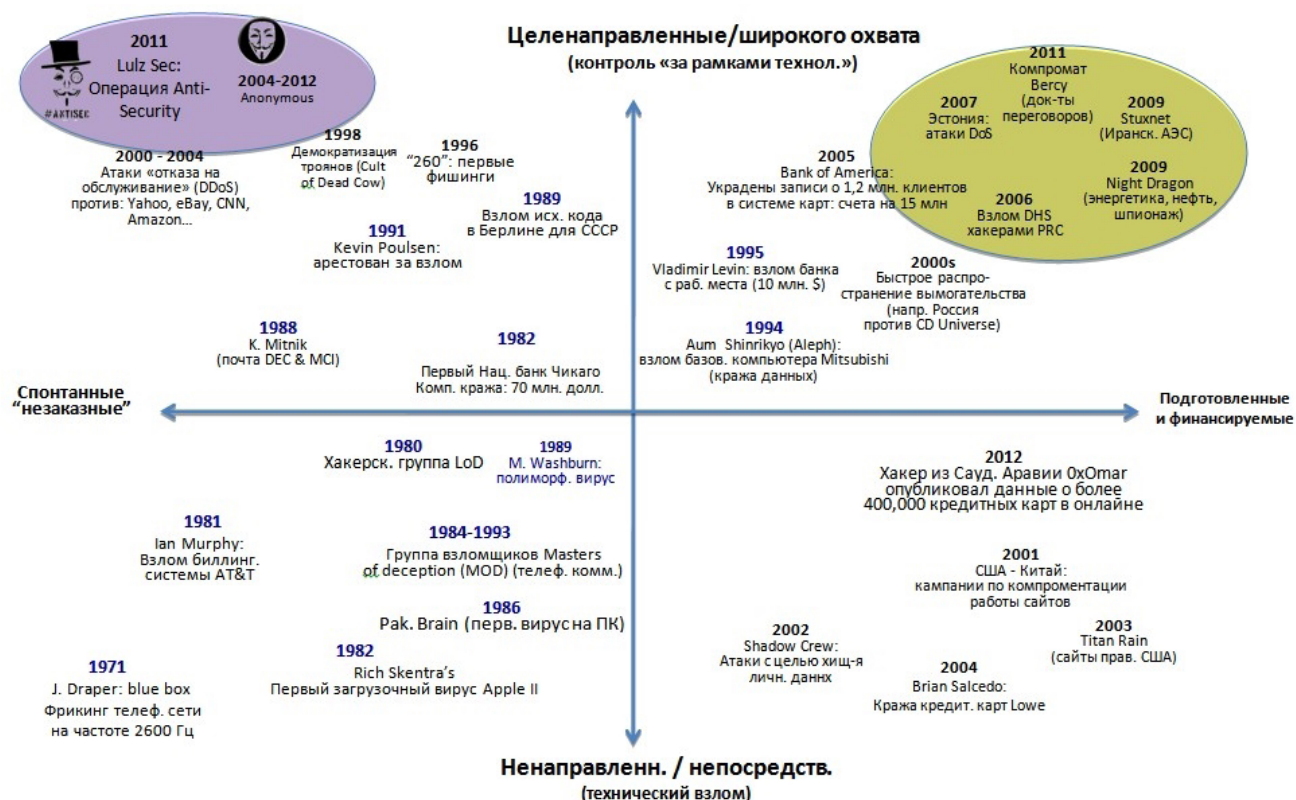 Целенаправленные/широкого охвата
(контроль «за рамками технол.»)
2011
Lulz Sec:
Операция Anti-
Security
#ANTISEC
2004-2012
Anonymous
2000 - 2004
Атаки «отказа на
обслуживание» (DDoS)
против: Yahoo, eBay, CNN,
Amazon...
1998
Демократизация
троянов (Cult
of Dead Cow)
1996
“260”: первые
фишинги
1989
Взлом исх. кода
в Берлине для СССР
1991
Kevin Poulsen:
арестован за взлом
1988
K. Mitnik
(почта DEC & MCI)
1982
Первый Нац. банк Чикаго
Комп. кража: 70 млн. долл.
2011
Компромат
Bercy
(док-ты
переговоров)
2007
Эстония:
атаки DoS
2009
Stuxnet
(Иранск. АЭС)
2009
Night Dragon
(энергетика, нефть,
шпионаж)
2006
Взлом DHS
хакерами PRC
2005
Bank of America:
Украдены записи о 1,2 млн. клиентов
в системе карт: счета на 15 млн
1995
Vladimir Levin: взлом банка
с раб. места (10 млн. $)
2000s
Быстрое распро-
странение вымогательства
(напр. Россия
против CD Universe)
1994
Aum Shinrikyo (Aleph):
взлом базов. компьютера Mitsubishi
(кража данных)
Спонтанные
“незаказные”
Подготовленные
и финансируемые
1980
Хакерск. группа LoD
1989
M. Washburn:
полиморф. вирус
1981
Ian Murphy:
Взлом биллинг.
системы AT&T
1984-1993
Группа взломщиков Masters
of deception (MOD) (телеф. комм.)
1986
Pak. Brain (перв. вирус на ПК)
1982
Rich Skentra’s
Первый загрузочный вирус Apple II
1971
J. Draper: blue box
Фрикинг телеф. сети
на частоте 2600 Гц
2012
Хакер из Сауд. Аравии 0xOmar
опубликовал данные о более
400,000 кредитных карт в онлайне
2001
США - Китай:
кампании по компроментации
работы сайтов
2002
Shadow Crew:
Атаки с целью хищ-я
личн. даннх
2003
Titan Rain
(сайты прав. США)
2004
Brian Salcedo:
Кража кредит. карт Lowe
Ненаправленн. / непосредств.
(технический взлом)